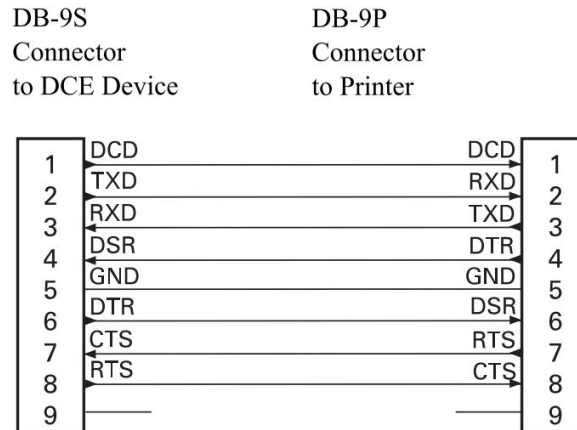 DB-9S
Connector
to DCE Device
DB-9P
Connector
to Printer
1 DCD DCD 1
2 TXD RXD 2
3 RXD TXD 3
4 DSR DTR 4
5 GND GND 5
6 DTR DSR 6
7 CTS RTS 7
8 RTS CTS 8
9 9